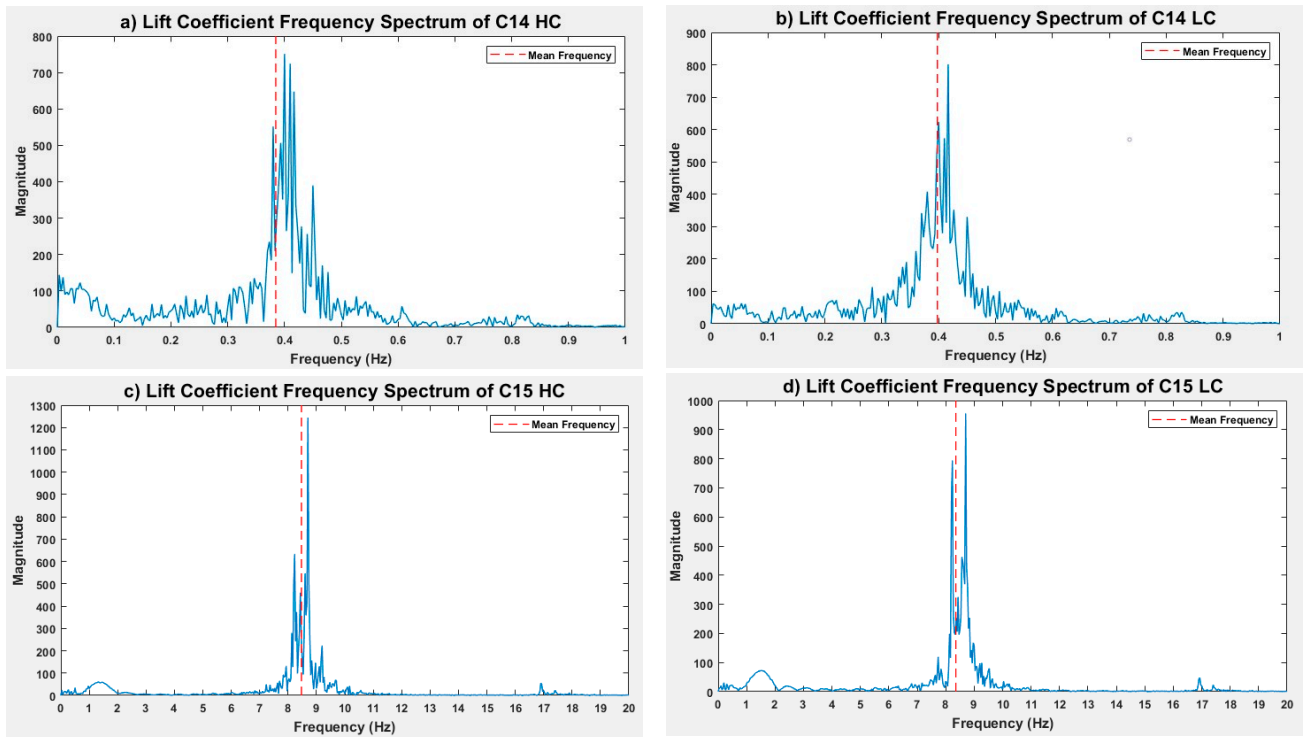 a) Lift Coefficient Frequency Spectrum of C14 HC
800
700
600
500
400
300
200
100
0
Magnitude
Mean Frequency
0 0.1 0.2 0.3 0.4 0.5 0.6 0.7 0.8 0.9 1
Frequency (Hz)
b) Lift Coefficient Frequency Spectrum of C14 LC
900
800
700
600
500
400
300
200
100
0
Magnitude
Mean Frequency
0 0.1 0.2 0.3 0.4 0.5 0.6 0.7 0.8 0.9 1
Frequency (Hz)
c) Lift Coefficient Frequency Spectrum of C15 HC
1300
1200
1100
1000
900
800
700
600
500
400
300
200
100
0
Magnitude
Mean Frequency
0 1 2 3 4 5 6 7 8 9 10 11 12 13 14 15 16 17 18 19 20
Frequency (Hz)
d) Lift Coefficient Frequency Spectrum of C15 LC
1000
900
800
700
600
500
400
300
200
100
0
Magnitude
Mean Frequency
0 1 2 3 4 5 6 7 8 9 10 11 12 13 14 15 16 17 18 19 20
Frequency (Hz)